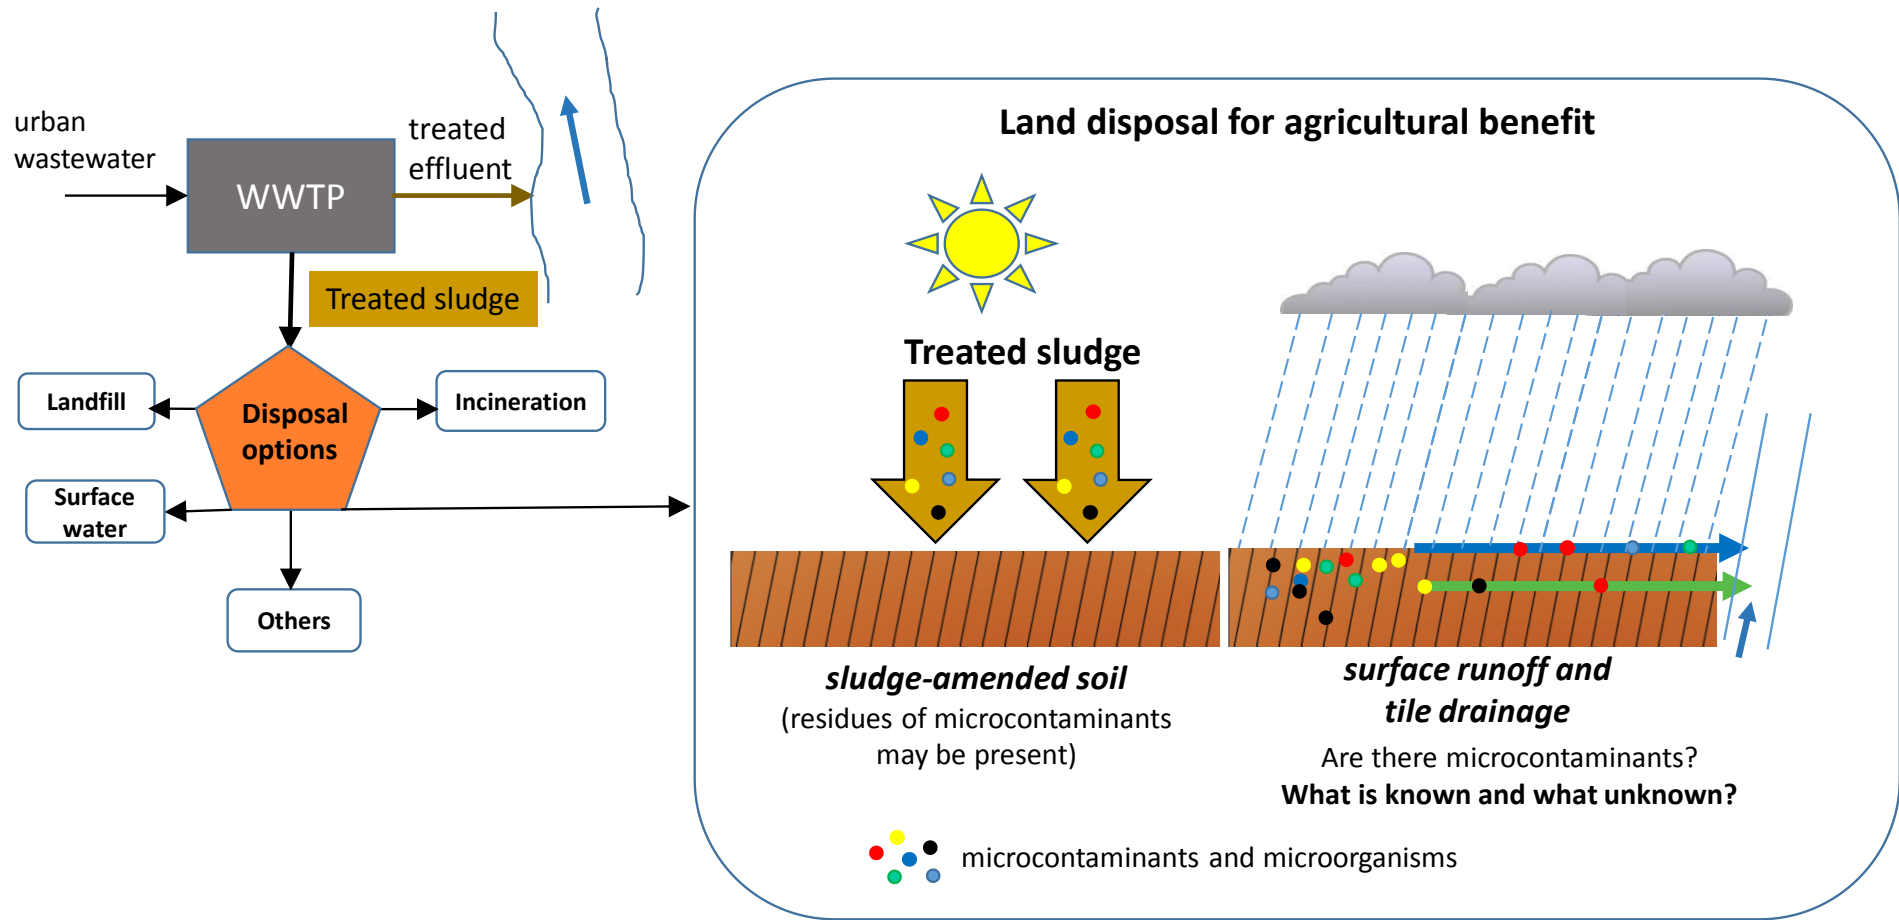 urban
wastewater
WWTP
treated
effluent
Treated sludge
Disposal
options
Landfill
Incineration
Surface
water
Others
Land disposal for agricultural benefit
Treated sludge
sludge-amended soil
(residues of microcontaminants
may be present)
surface runoff and
tile drainage
Are there microcontaminants?
What is known and what unknown?
microcontaminants and microorganisms